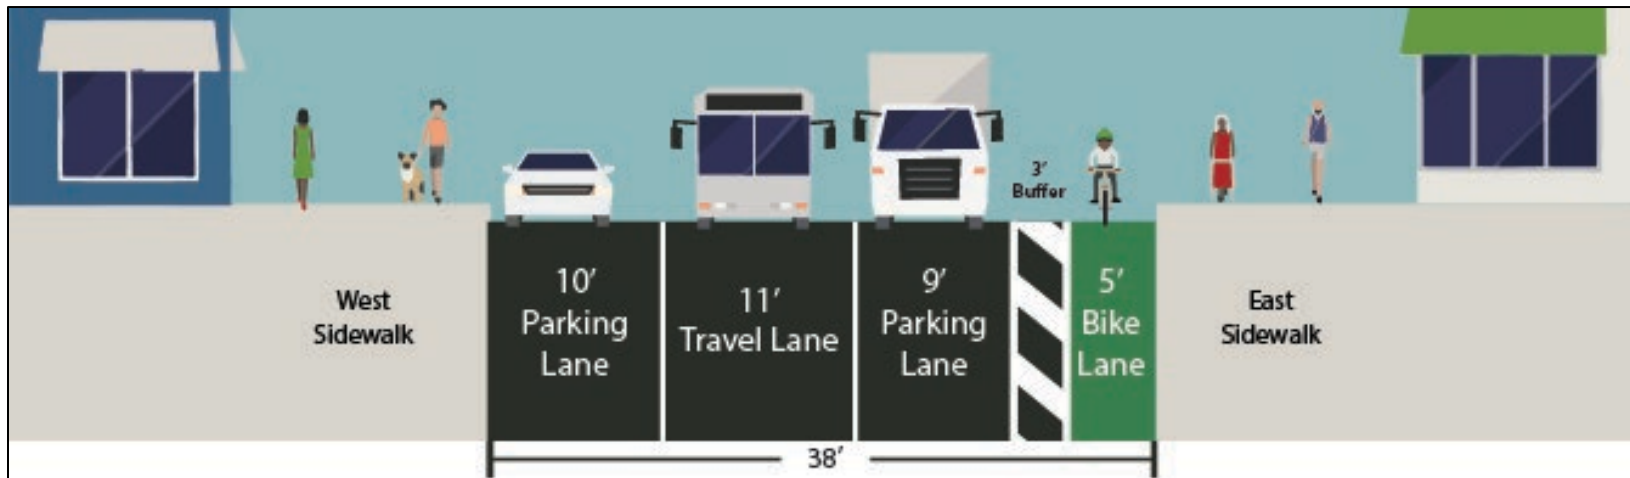 3'
Buffer
West
Sidewalk
10'
Parking
Lane
11'
Travel Lane
9'
Parking
Lane
5'
Bike
Lane
East
Sidewalk
38'